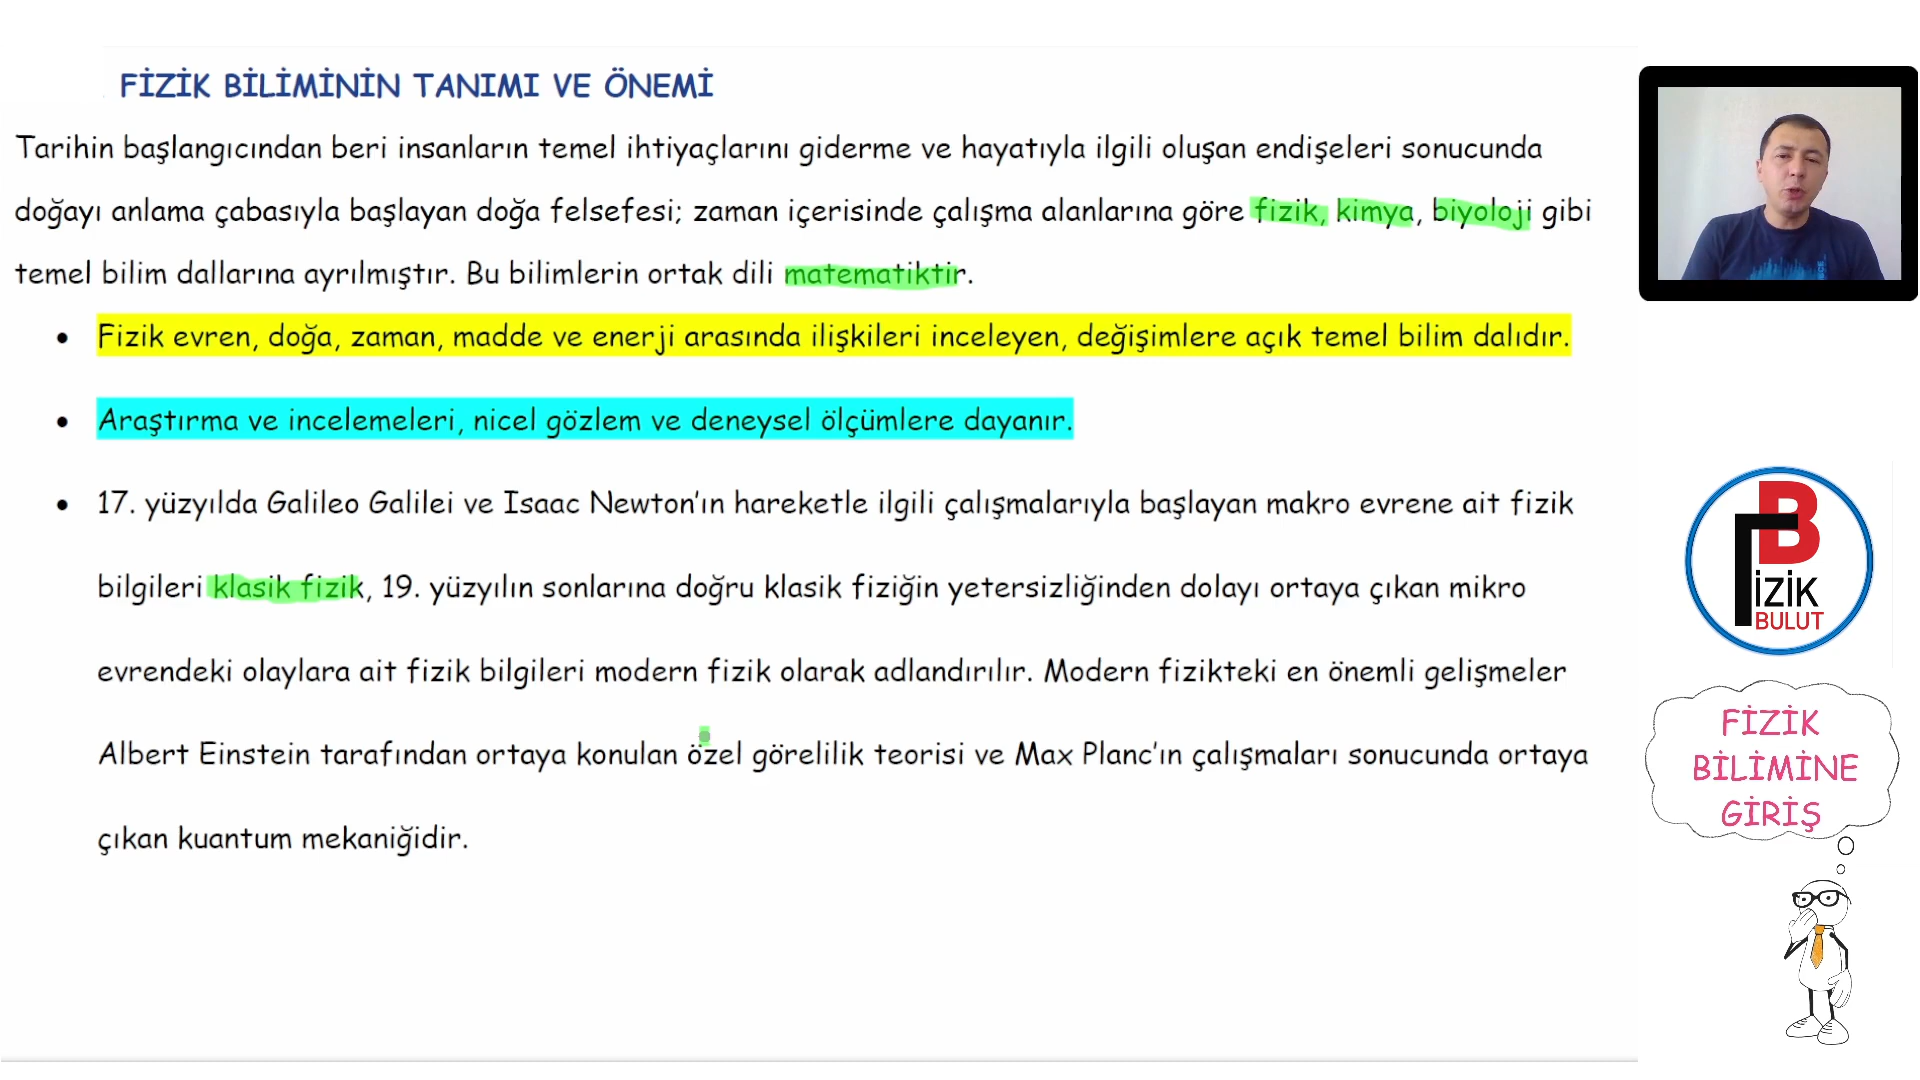 FİZİK BİLİMİNİN TANIMI VE ÖNEMİ
Tarihin başlangıcından beri insanların temel ihtiyaçlarını giderme ve hayatıyla ilgili oluşan endişeleri sonucunda
doğayı anlama çabasıyla başlayan doğa felsefesi; zaman içerisinde çalışma alanlarına göre fizik, kimya, biyoloji gibi
temel bilim dallarına ayrılmıştır. Bu bilimlerin ortak dili matematiktir.
• Fizik evren, doğa, zaman, madde ve enerji arasında ilişkileri inceleyen, değişimlere açık temel bilim dalıdır.
• Araştırma ve incelemeleri, nicel gözlem ve deneysel ölçümlere dayanır.
• 17. yüzyılda Galileo Galilei ve Isaac Newton’ın hareketle ilgili çalışmalarıyla başlayan makro evrene ait fizik
bilgileri klasik fizik, 19. yüzyılın sonlarına doğru klasik fiziğin yetersizliğinden dolayı ortaya çıkan mikro
evrendeki olaylara ait fizik bilgileri modern fizik olarak adlandırılır. Modern fizikteki en önemli gelişmeler
Albert Einstein tarafından ortaya konulan özel görelilik teorisi ve Max Planc’ın çalışmaları sonucunda ortaya
çıkan kuantum mekaniğidir.
B
FİZİK
BULUT
FİZİK
BİLİMİNE
GİRİŞ